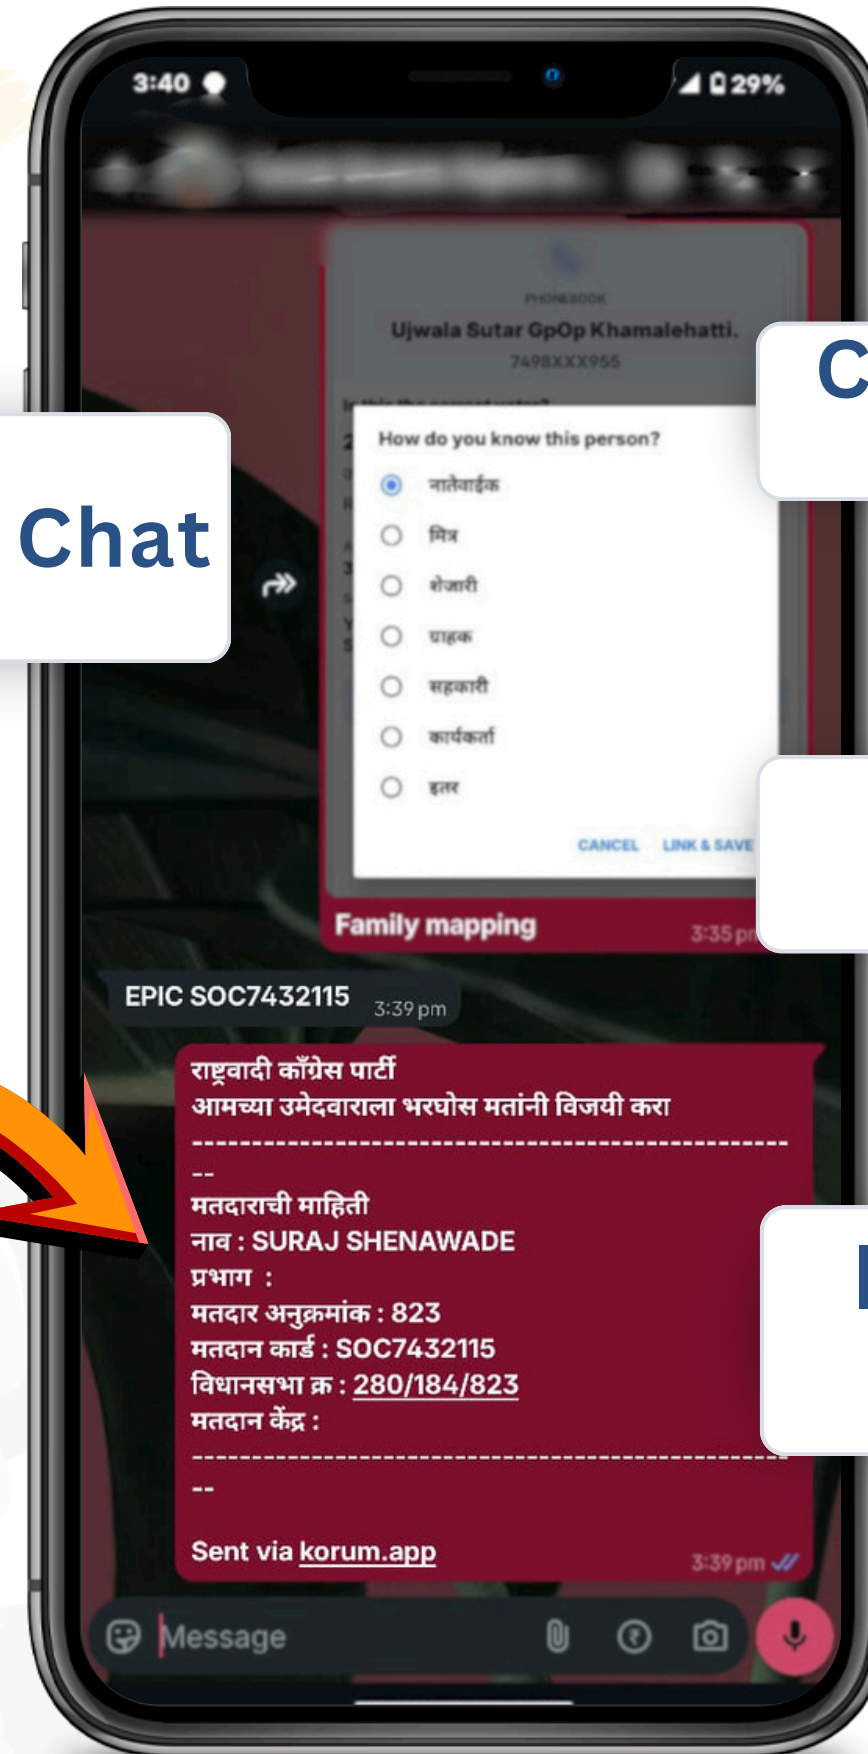 3:40
29%
PHONEBOOK
Ujwala Sutar GpOp Khamalehatti.
7498XXX955
How do you know this person?
नातेवाईक
मित्र
शेजारी
ग्राहक
सहकारी
कार्यकर्ता
इतर
CANCEL LINK & SAVE
Chat
Family mapping
3:35 pm
EPIC SOC7432115
3:39 pm
राष्ट्रवादी काँग्रेस पार्टी
आमच्या उमेदवाराला भरघोस मतांनी विजयी करा
--------------------------------------------------
--
मतदाराची माहिती
नाव : SURAJ SHENAWADE
प्रभाग :
मतदार अनुक्रमांक : 823
मतदान कार्ड : SOC7432115
विधानसभा क्र : 280/184/823
मतदान केंद्र :
--------------------------------------------------
--
Sent via korum.app
3:39 pm
Message